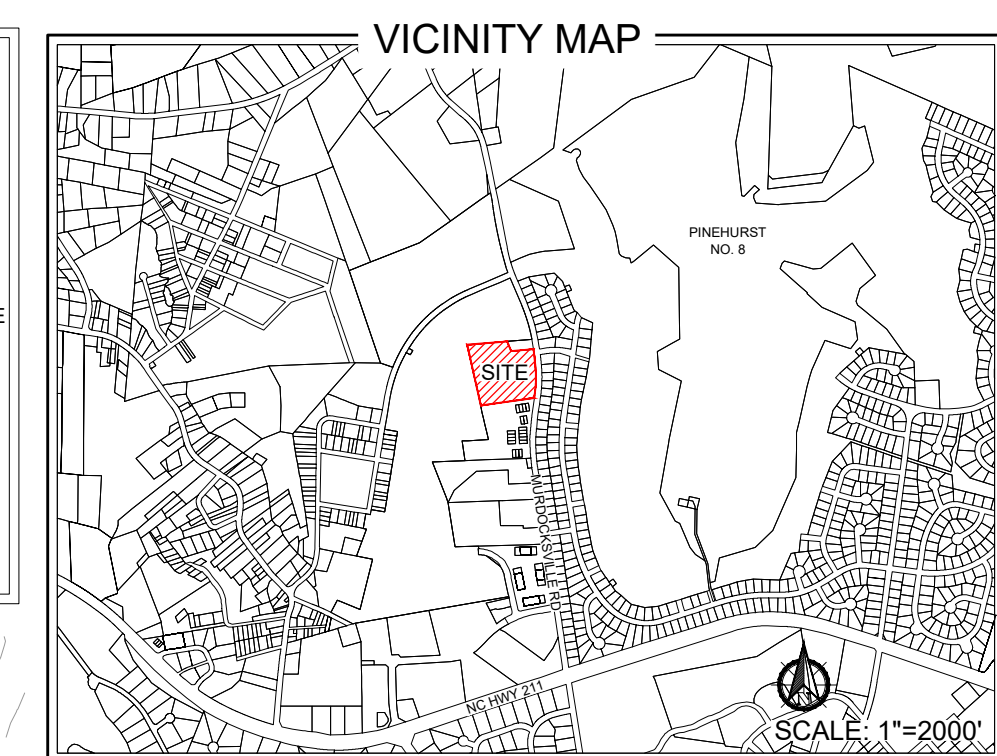 VICINITY MAP
PINEHURST
NO. 8
E
SITE
MURDOCKSVILLE RD
NC HWY 211
N
SCALE: 1"=2000'